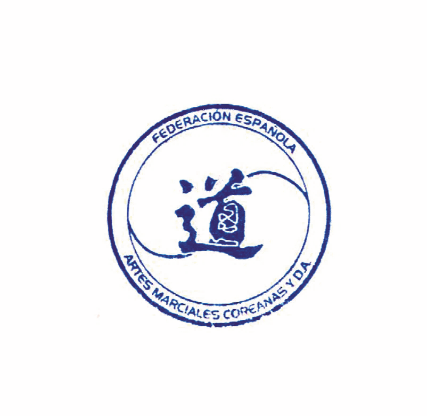 FEDERACIÓN ESPAÑOLA
道
ARTES MARCIALES COREANAS Y D.A.